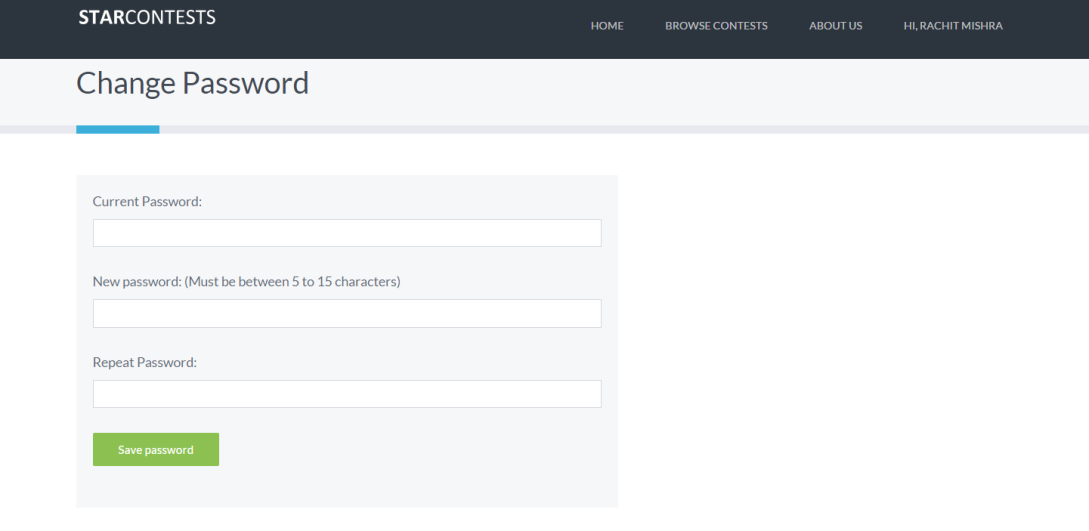 STARCONTESTS
HOME BROWSE CONTESTS ABOUT US HI, RACHIT MISHRA
Change Password
Current Password:
New password: (Must be between 5 to 15 characters)
Repeat Password:
Save password